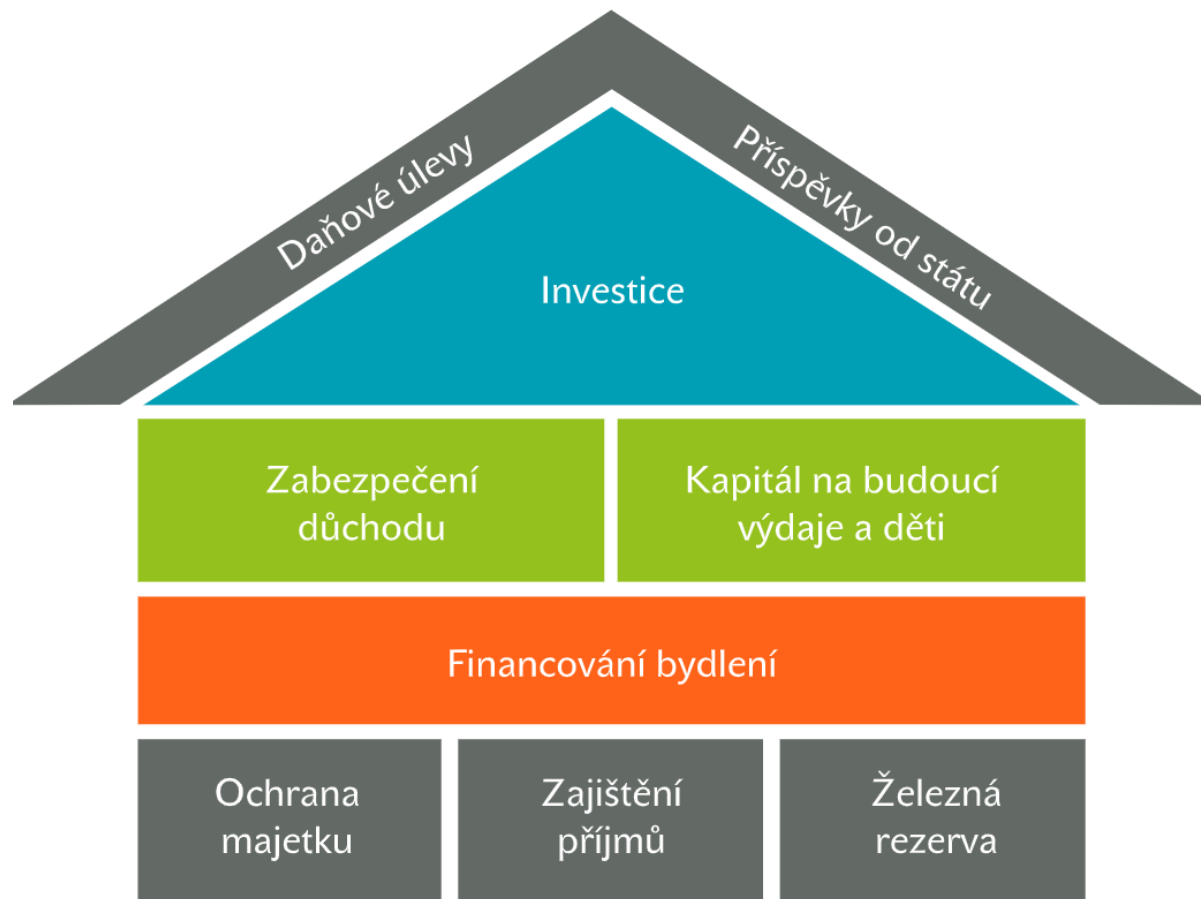 Daňové úlevy
Příspěvky od státu
Investice
Zabezpečení
důchodu
Kapitál na budoucí
výdaje a děti
Financování bydlení
Ochrana
majetku
Zajištění
příjmů
Železná
rezerva